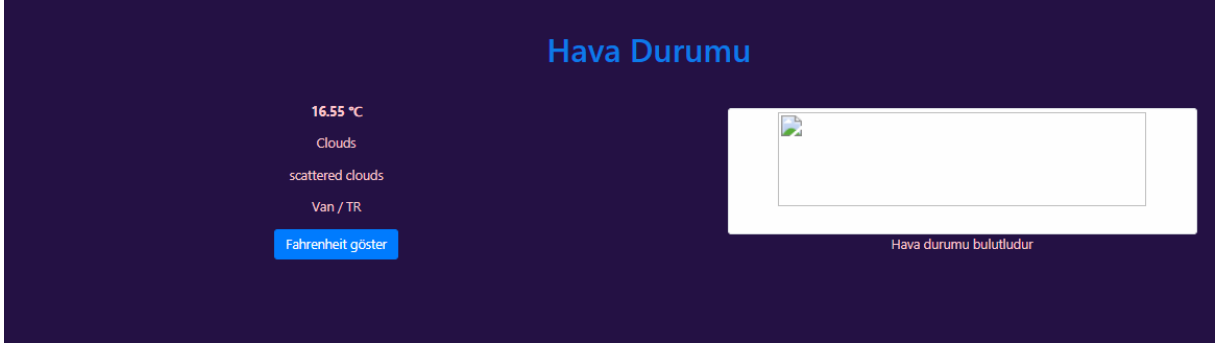 Hava Durumu
16.55 °C
Clouds
scattered clouds
Van / TR
Fahrenheit göster
Hava durumu bulutludur